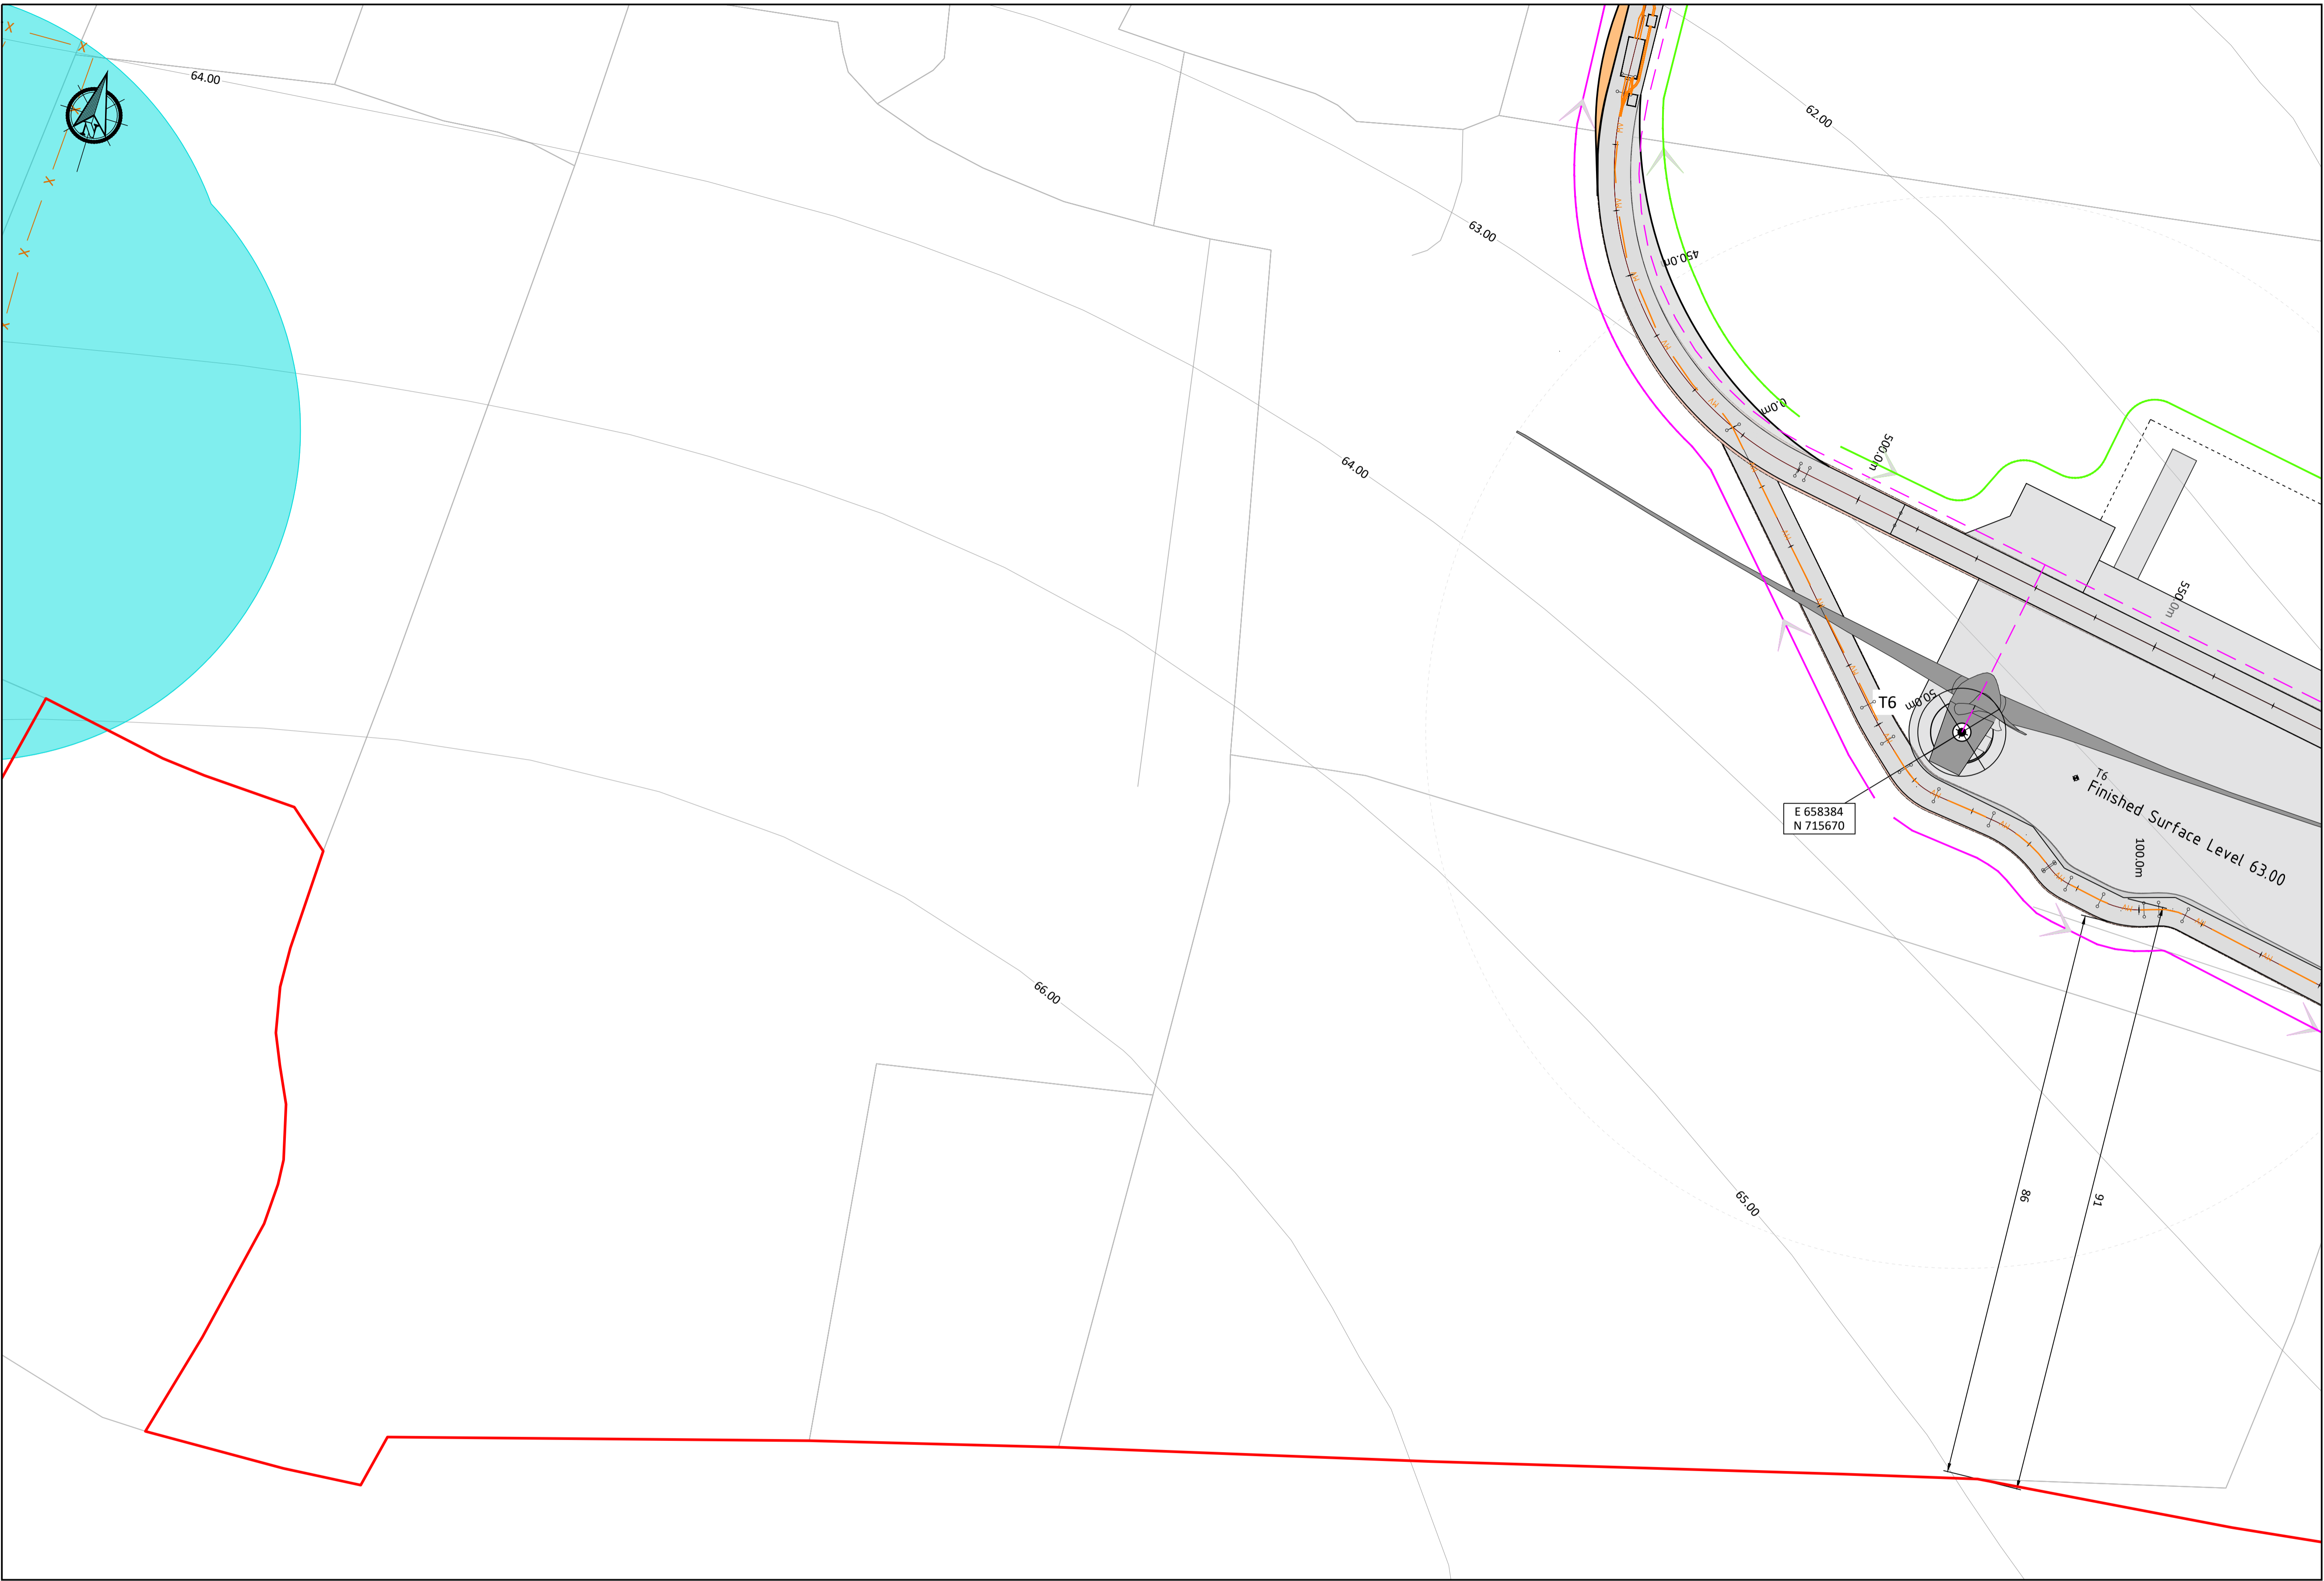 X
X
64.00
X
N
X
X
X
62.00
63.00
450.0m
0.0m
500.0m
64.00
550.0m
T6
50.0m
E 658384
N 715670
T6
Finished Surface Level 63.00
100.0m
66.00
65.00
86
91